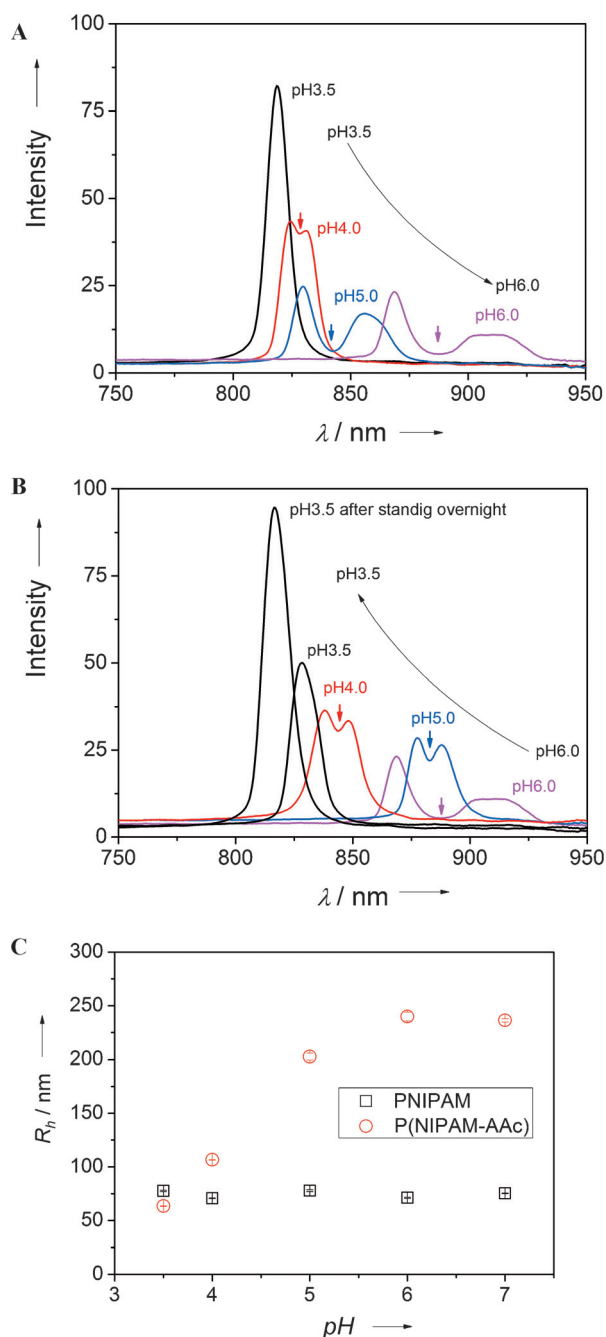 A
100
75
50
25
0
Intensity
pH3.5
pH3.5
pH4.0
pH5.0
pH6.0
pH6.0
750
800
850
900
950
λ / nm
B
100
75
50
25
0
Intensity
pH3.5 after standig overnight
pH3.5
pH3.5
pH4.0
pH5.0
pH6.0
pH6.0
750
800
850
900
950
λ / nm
C
300
250
200
150
100
50
0
Rh / nm
PNIPAM
P(NIPAM-AAc)
3
4
5
6
7
pH